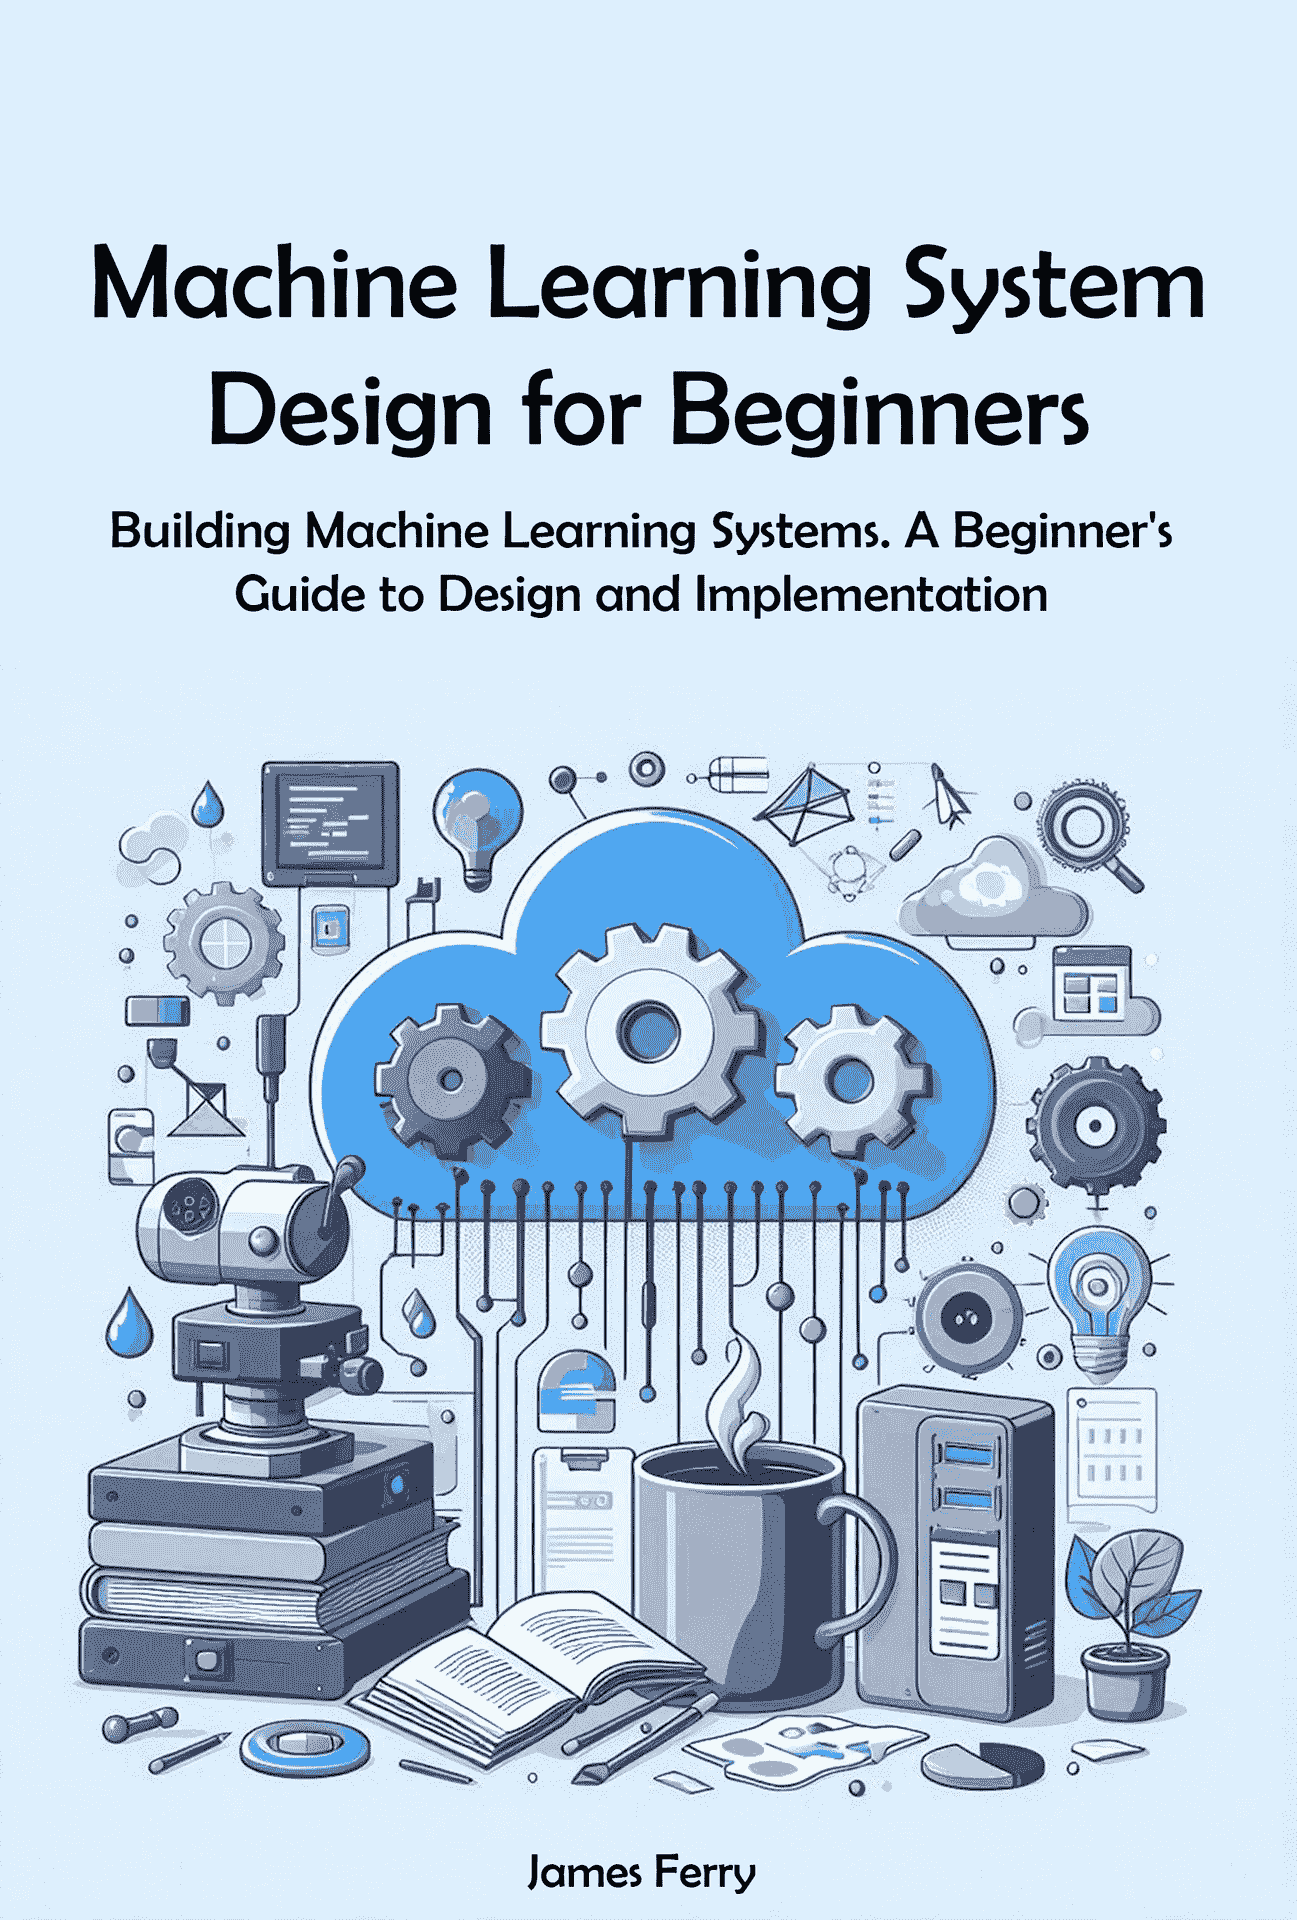 Machine Learning System
Design for Beginners
Building Machine Learning Systems. A Beginner's
Guide to Design and Implementation
James Ferry